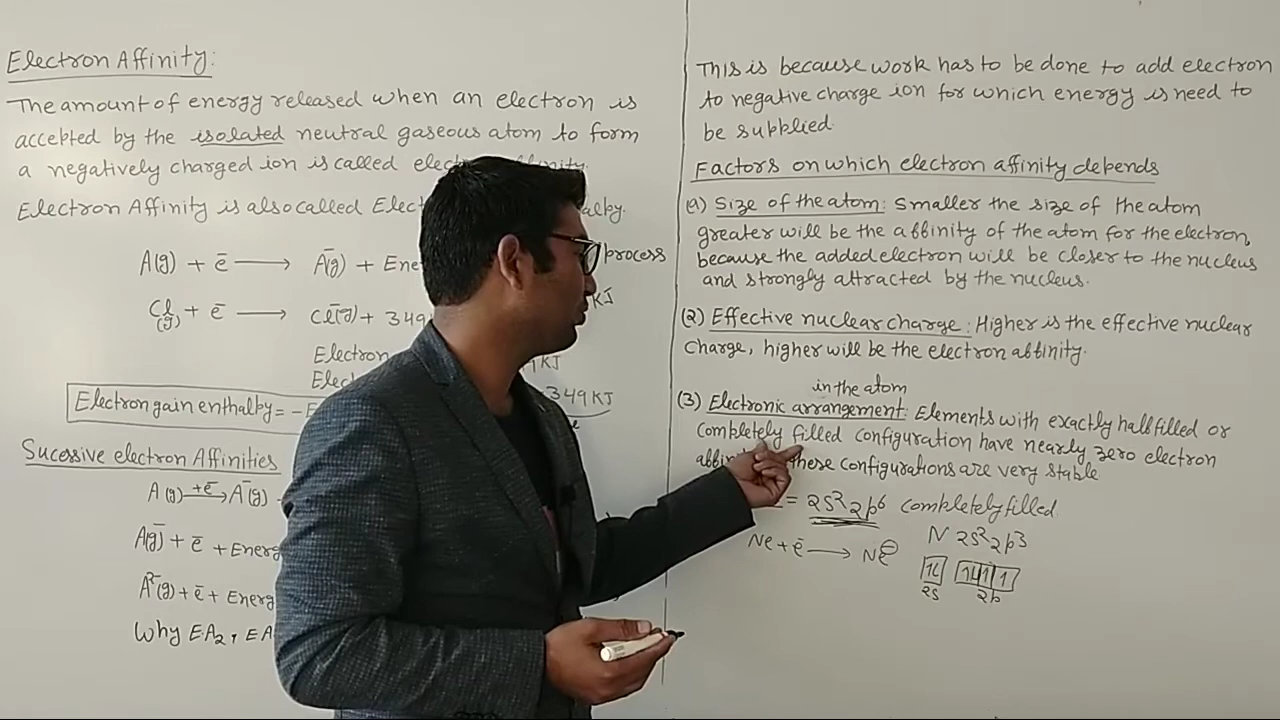 Electron Affinity:
The amount of energy released when an electron is
accepted by the isolated neutral gaseous atom to form
a negatively charged ion is called
Electron Affinity is also called
A(g) + ē ⟶ Ā(g) +
process
Cl(g) + ē ⟶ Cl̄(g) + 349
KJ
Electron
KJ
-349 KJ
Electron gain enthalpy = -
Sucessive electron Affinities
A(g) +ē⟶ A⁻(g)
A⁻(g) + ē + Energ
A²⁻(g) + ē + Energ
Why EA₂, EA
This is because work has to be done to add electron
to negative charge ion for which energy is need to
be supplied.
Factors on which electron affinity depends
(a) Size of the atom: Smaller the size of the atom
greater will be the affinity of the atom for the electron,
because the added electron will be closer to the nucleus
and strongly attracted by the nucleus.
(2) Effective nuclear charge: Higher is the effective nuclear
charge, higher will be the electron affinity.
in the atom
(3) Electronic arrangement: Elements with exactly half filled or
completely filled configuration have nearly zero electron
these configurations are very stable
= 2s² 2p⁶ completely filled
Ne + ē ⟶ Ne⊖
N 2s² 2p³
2s 2p